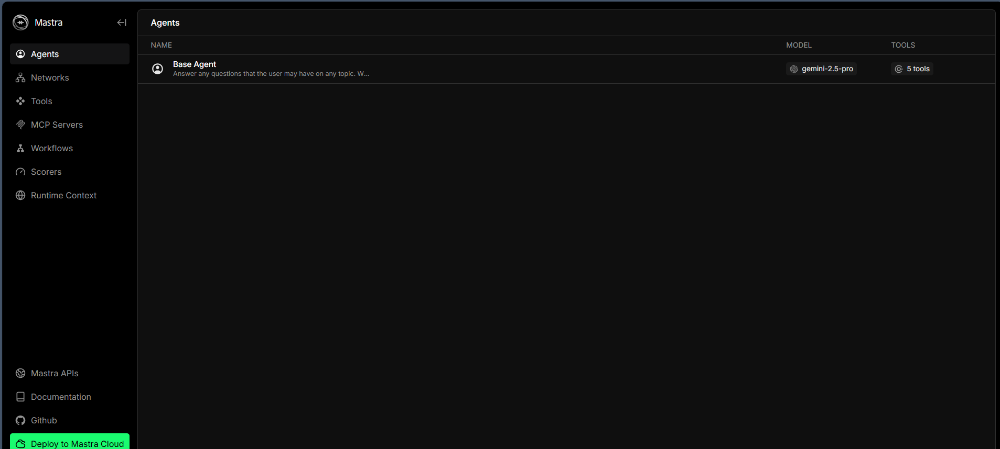 Mastra
Agents
Networks
Tools
MCP Servers
Workflows
Scorers
Runtime Context
Mastra APIs
Documentation
Github
Deploy to Mastra Cloud
Agents
NAME MODEL TOOLS
Base Agent
Answer any questions that the user may have on any topic. W...
gemini-2.5-pro
5 tools